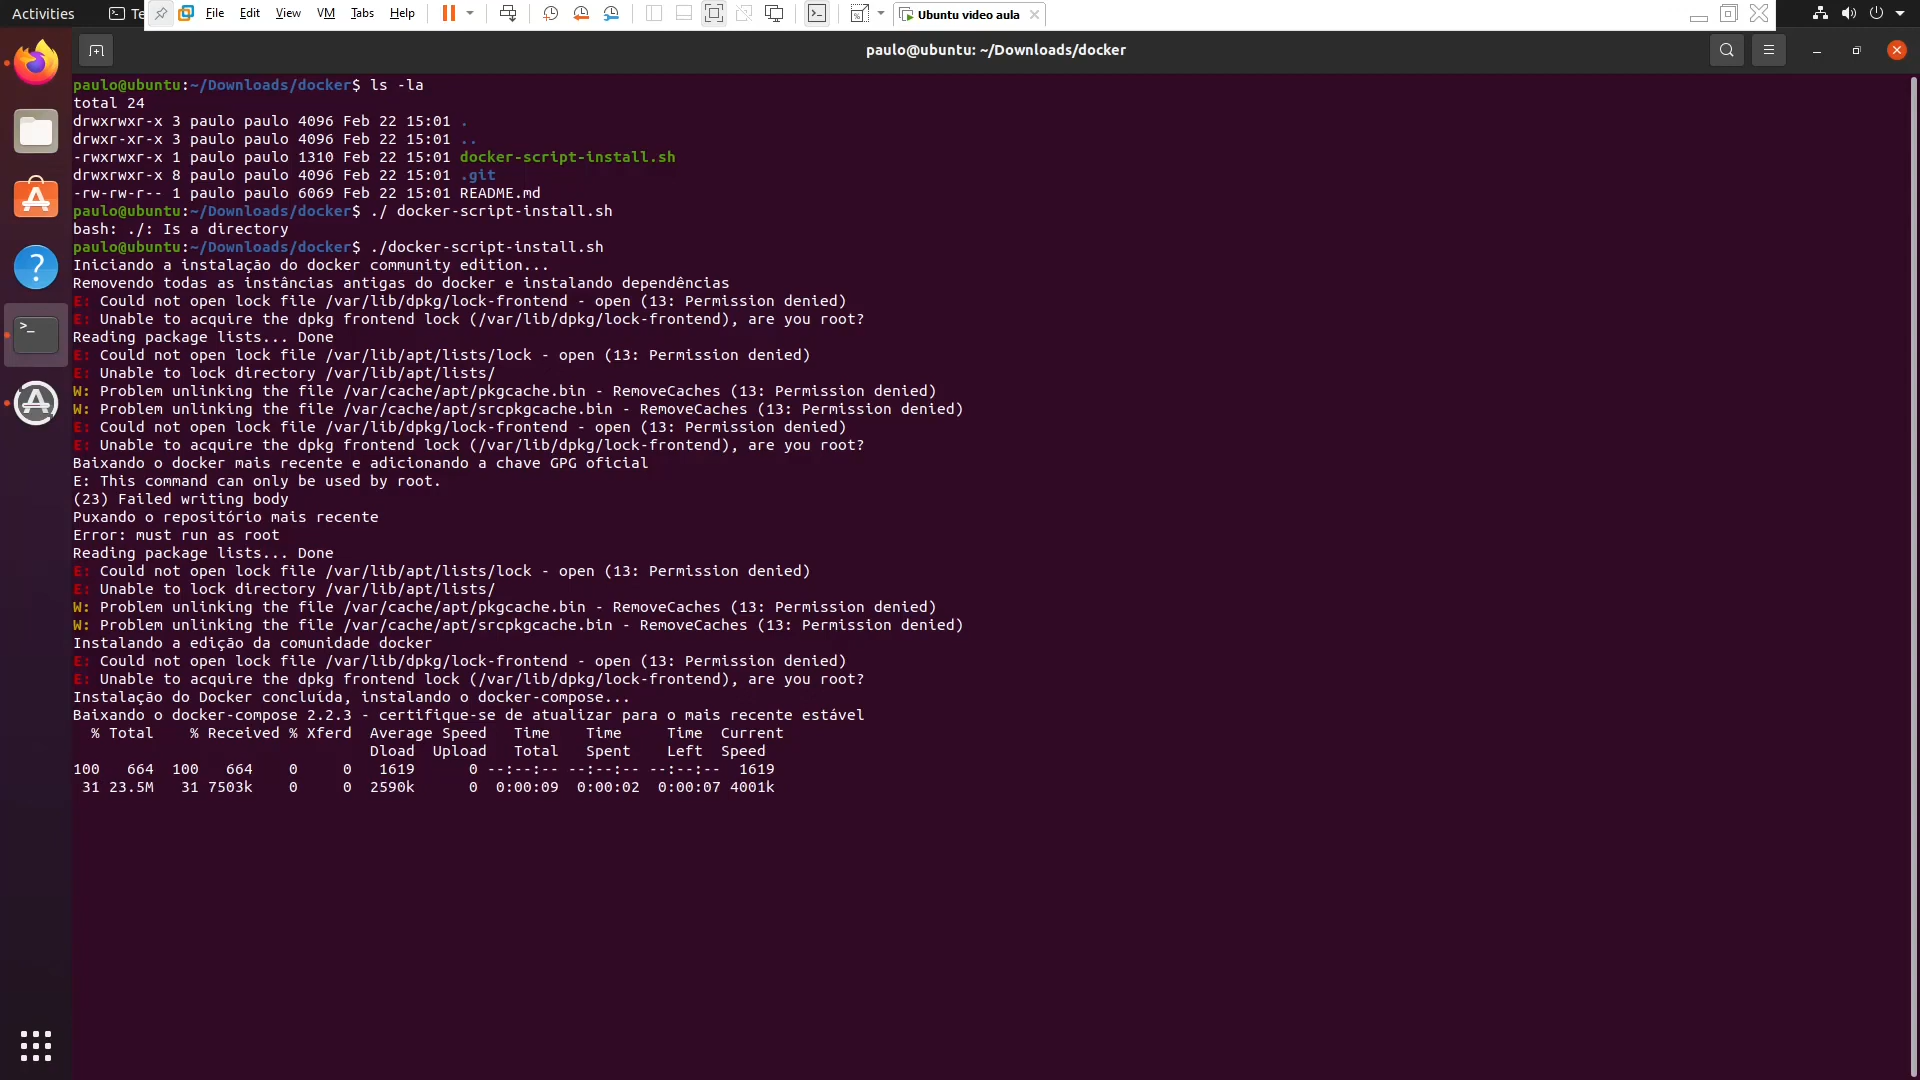 Activities
Te
File Edit View VM Tabs Help
Ubuntu video aula
paulo@ubuntu: ~/Downloads/docker
paulo@ubuntu:~/Downloads/docker$ ls -la
total 24
drwxrwxr-x 3 paulo paulo 4096 Feb 22 15:01 .
drwxr-xr-x 3 paulo paulo 4096 Feb 22 15:01 ..
-rwxrwxr-x 1 paulo paulo 1310 Feb 22 15:01 docker-script-install.sh
drwxrwxr-x 8 paulo paulo 4096 Feb 22 15:01 .git
-rw-rw-r-- 1 paulo paulo 6069 Feb 22 15:01 README.md
paulo@ubuntu:~/Downloads/docker$ ./ docker-script-install.sh
bash: ./: Is a directory
paulo@ubuntu:~/Downloads/docker$ ./docker-script-install.sh
Iniciando a instalação do docker community edition...
Removendo todas as instâncias antigas do docker e instalando dependências
E: Could not open lock file /var/lib/dpkg/lock-frontend - open (13: Permission denied)
E: Unable to acquire the dpkg frontend lock (/var/lib/dpkg/lock-frontend), are you root?
Reading package lists... Done
E: Could not open lock file /var/lib/apt/lists/lock - open (13: Permission denied)
E: Unable to lock directory /var/lib/apt/lists/
W: Problem unlinking the file /var/cache/apt/pkgcache.bin - RemoveCaches (13: Permission denied)
W: Problem unlinking the file /var/cache/apt/srcpkgcache.bin - RemoveCaches (13: Permission denied)
E: Could not open lock file /var/lib/dpkg/lock-frontend - open (13: Permission denied)
E: Unable to acquire the dpkg frontend lock (/var/lib/dpkg/lock-frontend), are you root?
Baixando o docker mais recente e adicionando a chave GPG oficial
E: This command can only be used by root.
(23) Failed writing body
Puxando o repositório mais recente
Error: must run as root
Reading package lists... Done
E: Could not open lock file /var/lib/apt/lists/lock - open (13: Permission denied)
E: Unable to lock directory /var/lib/apt/lists/
W: Problem unlinking the file /var/cache/apt/pkgcache.bin - RemoveCaches (13: Permission denied)
W: Problem unlinking the file /var/cache/apt/srcpkgcache.bin - RemoveCaches (13: Permission denied)
Instalando a edição da comunidade docker
E: Could not open lock file /var/lib/dpkg/lock-frontend - open (13: Permission denied)
E: Unable to acquire the dpkg frontend lock (/var/lib/dpkg/lock-frontend), are you root?
Instalação do Docker concluída, instalando o docker-compose...
Baixando o docker-compose 2.2.3 - certifique-se de atualizar para o mais recente estável
% Total % Received % Xferd Average Speed Time Time Time Current
Dload Upload Total Spent Left Speed
100 664 100 664 0 0 1619 0 --:--:-- --:--:-- --:--:-- 1619
31 23.5M 31 7503k 0 0 2590k 0 0:00:09 0:00:02 0:00:07 4001k